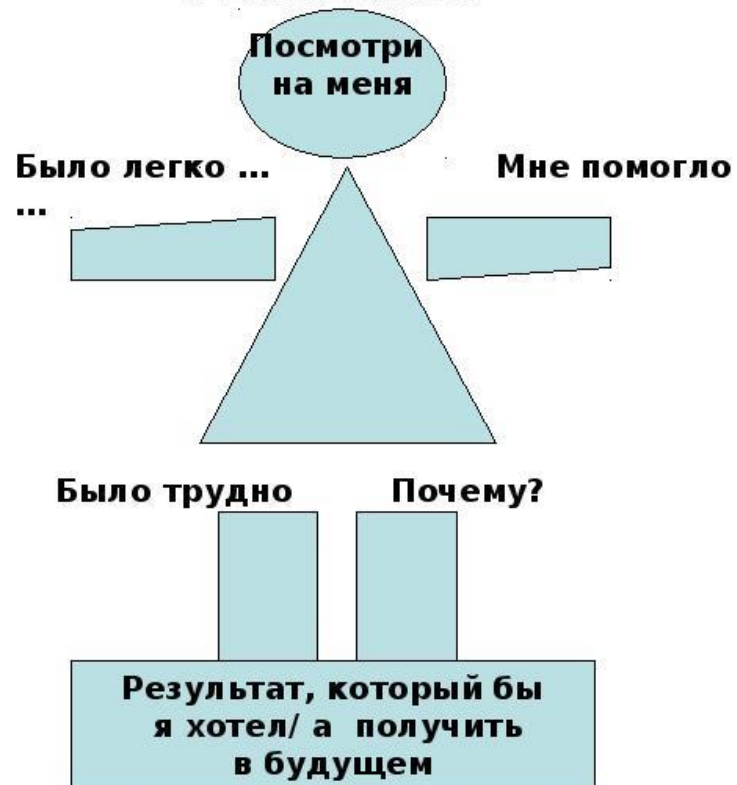 Посмотри
на меня
Было легко ... Мне помогло
...
Было трудно Почему?
Результат, который бы
я хотел/ а получить
в будущем